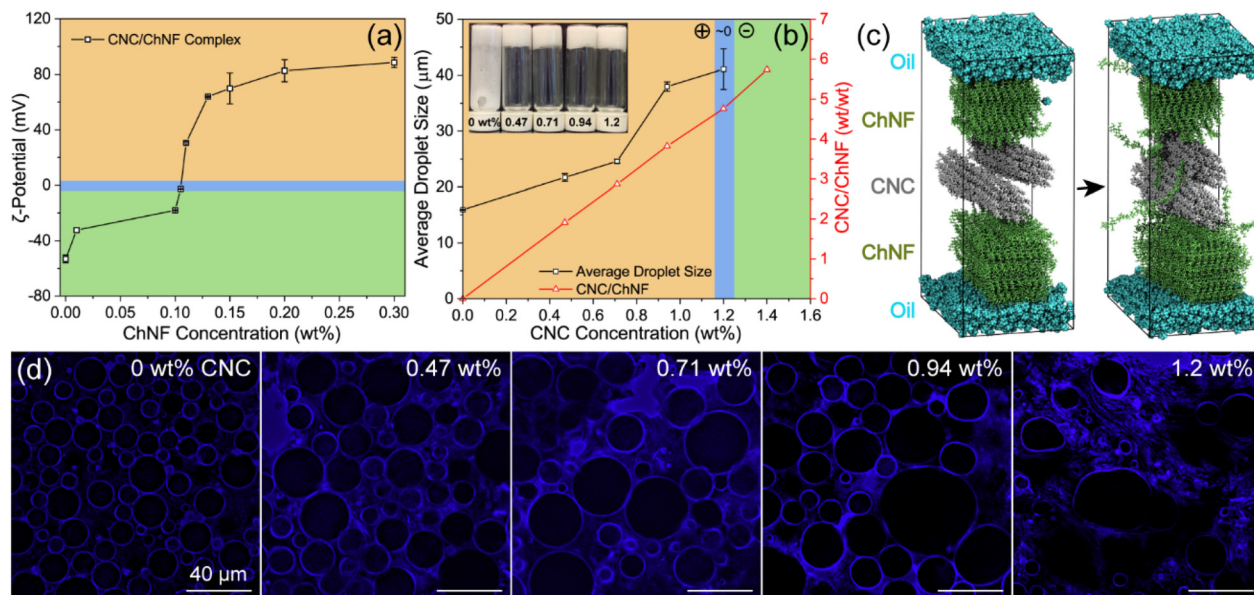 (a)
CNC/ChNF Complex
ζ-Potential (mV)
120
80
40
0
-40
-80
0.00 0.05 0.10 0.15 0.20 0.25 0.30
ChNF Concentration (wt%)
(b)
⊕ ~0 ⊖
Average Droplet Size (μm)
50
40
30
20
10
0
0 wt% 0.47 0.71 0.94 1.2
Average Droplet Size
CNC/ChNF
0.0 0.2 0.4 0.6 0.8 1.0 1.2 1.4 1.6 1.8
CNC Concentration (wt%)
7
6
5
4
3
2
1
0
CNC/ChNF (wt/wt)
(c)
Oil
ChNF
CNC
ChNF
Oil
(d)
0 wt% CNC
40 μm
0.47 wt%
0.71 wt%
0.94 wt%
1.2 wt%